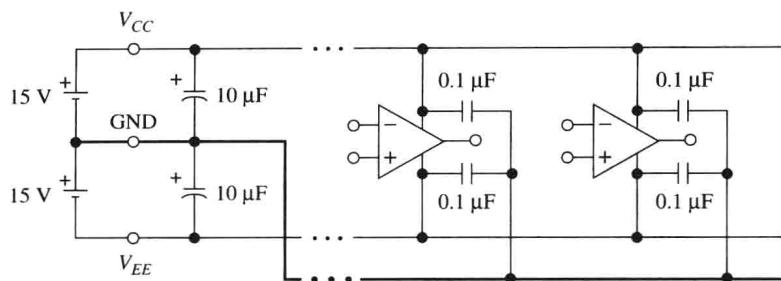 V_CC
15 V
+
+
10 µF
GND
15 V
+
+
10 µF
V_EE
0.1 µF
−
+
0.1 µF
0.1 µF
−
+
0.1 µF